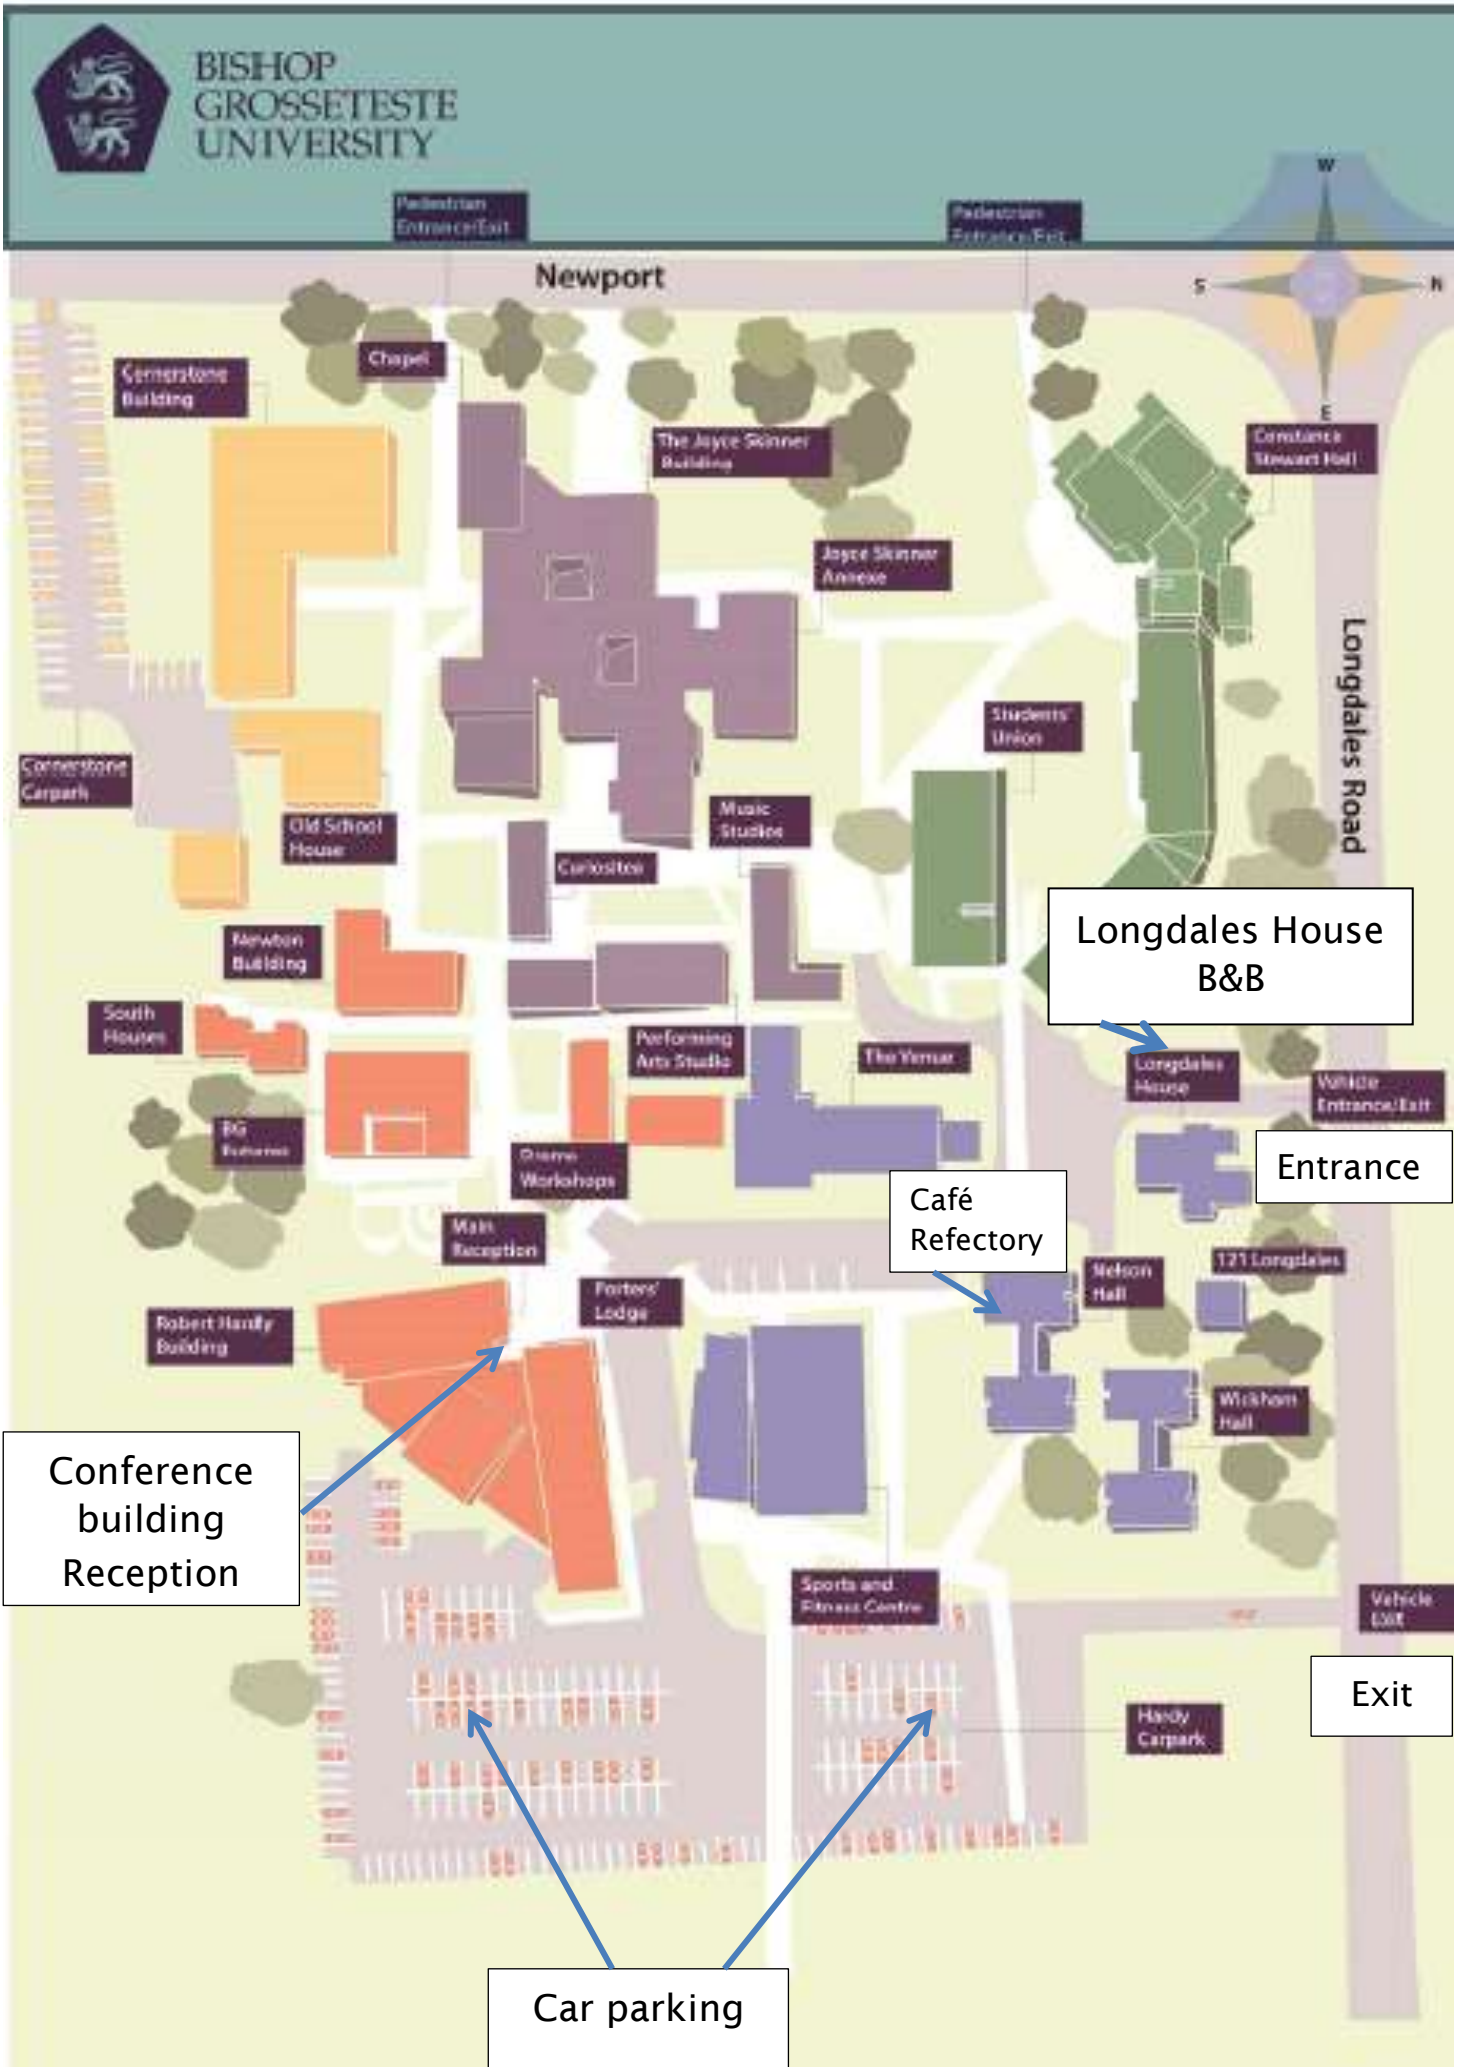 BISHOP
GROSSETESTE
UNIVERSITY
Pedestrian
Entrance/Exit
Pedestrian
Entrance/Exit
W
S
N
E
Newport
Chapel
Cornerstone
Building
The Joyce Skinner
Building
Constance
Stewart Hall
Joyce Skinner
Annexe
Longdales Road
Students'
Union
Cornerstone
Carpark
Old School
House
Music
Studios
Curiositea
Newton
Building
Longdales House
B&B
South
Houses
Performing
Arts Studio
The Venue
Longdales
House
Vehicle
Entrance/Exit
BG
Entrance
Drama
Workshops
Café
Refectory
Main
Reception
Nelson
Hall
121 Longdales
Porters'
Lodge
Robert Hardy
Building
Wickham
Hall
Conference
building
Reception
Sports and
Fitness Centre
Vehicle
Exit
Exit
Hardy
Carpark
Car parking